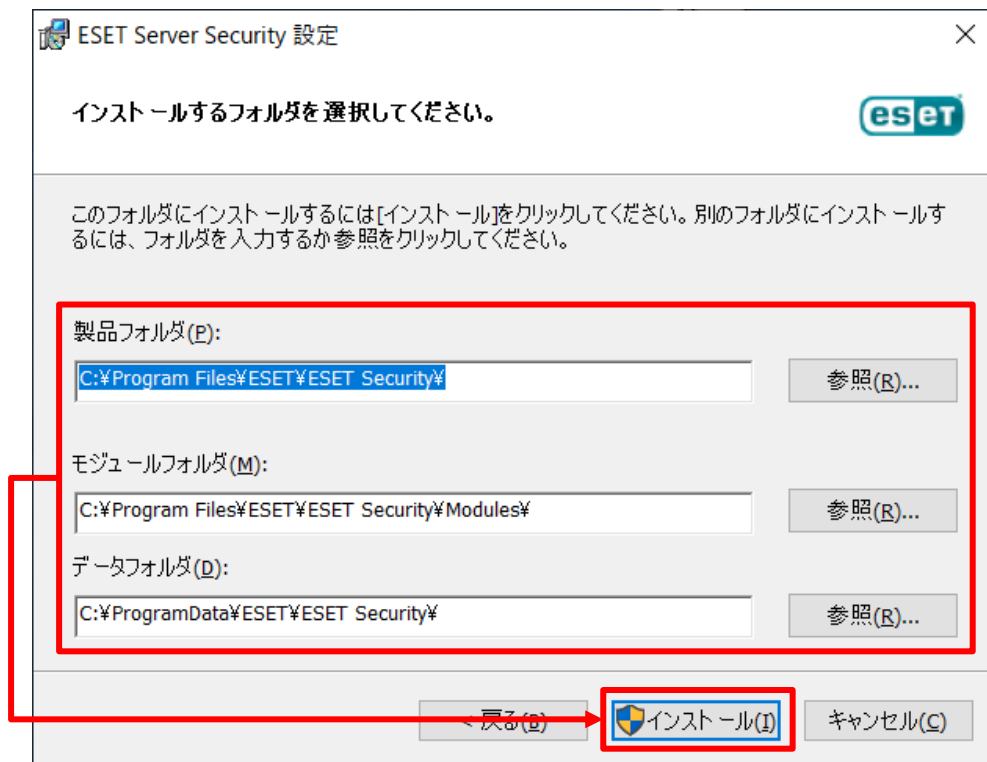 ESET Server Security 設定
インストールするフォルダを選択してください。
eset
このフォルダにインストールするには[インストール]をクリックしてください。別のフォルダにインストールす
るには、フォルダを入力するか参照をクリックしてください。
製品フォルダ(P):
C:¥Program Files¥ESET¥ESET Security¥
参照(R)...
モジュールフォルダ(M):
C:¥Program Files¥ESET¥ESET Security¥Modules¥
参照(R)...
データフォルダ(D):
C:¥ProgramData¥ESET¥ESET Security¥
参照(R)...
< 戻る(B)
インストール(I)
キャンセル(C)